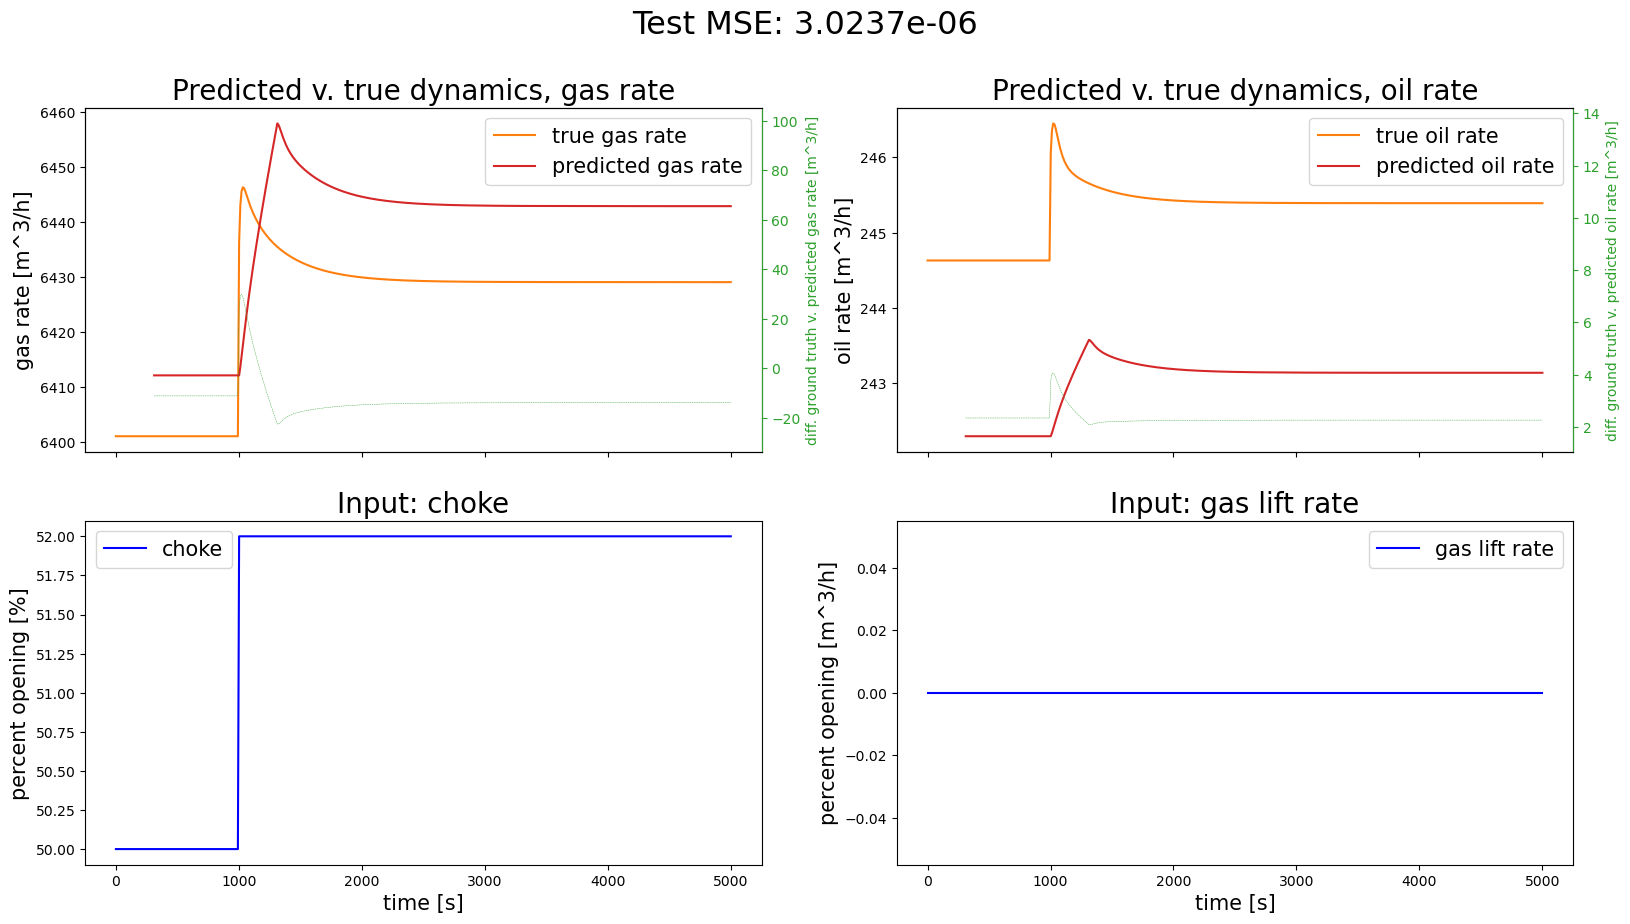 Test MSE: 3.0237e-06
Predicted v. true dynamics, gas rate
6460
6450
6440
6430
6420
6410
6400
gas rate [m^3/h]
true gas rate
predicted gas rate
100
80
60
40
20
0
−20
diff. ground truth v. predicted gas rate [m^3/h]
Predicted v. true dynamics, oil rate
246
245
244
243
oil rate [m^3/h]
true oil rate
predicted oil rate
14
12
10
8
6
4
2
diff. ground truth v. predicted oil rate [m^3/h]
Input: choke
52.00
51.75
51.50
51.25
51.00
50.75
50.50
50.25
50.00
percent opening [%]
choke
0
1000
2000
3000
4000
5000
time [s]
Input: gas lift rate
0.04
0.02
0.00
−0.02
−0.04
percent opening [m^3/h]
gas lift rate
0
1000
2000
3000
4000
5000
time [s]